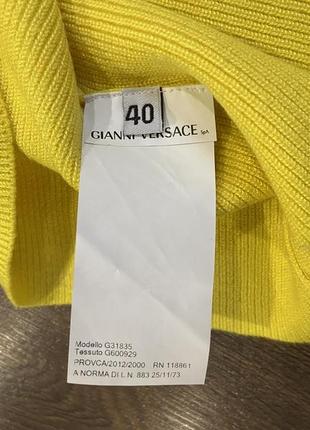 40
GIANNI VERSACE SpA
Modello G31835
Tessuto G600929
PROVCA/2012/2000 RN 118861
A NORMA DI L.N. 883 25/11/73